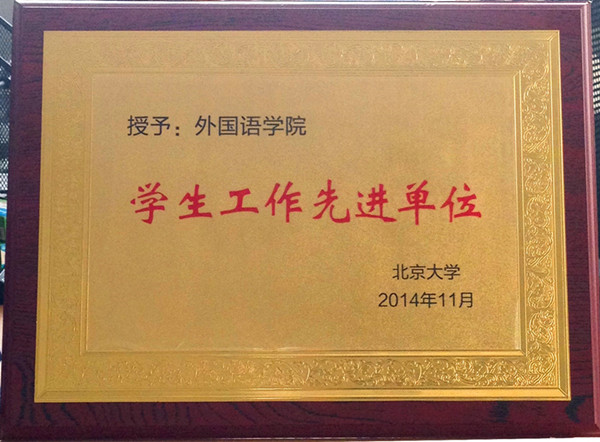 授予：外国语学院
学生工作先进单位
北京大学
2014年11月